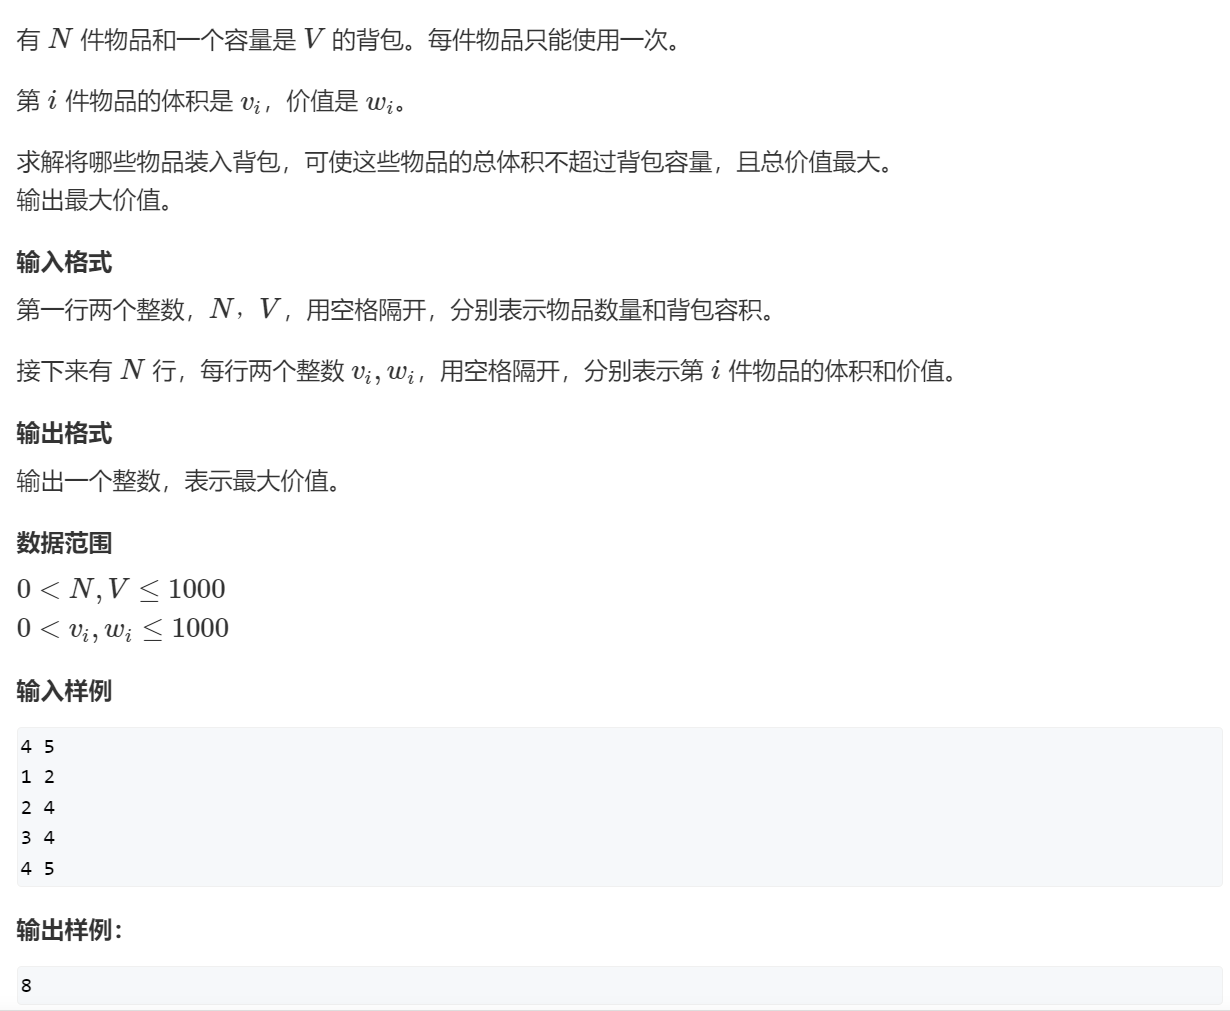 有 N 件物品和一个容量是 V 的背包。每件物品只能使用一次。
第 i 件物品的体积是 v_i，价值是 w_i。
求解将哪些物品装入背包，可使这些物品的总体积不超过背包容量，且总价值最大。
输出最大价值。
输入格式
第一行两个整数，N，V，用空格隔开，分别表示物品数量和背包容积。
接下来有 N 行，每行两个整数 v_i, w_i，用空格隔开，分别表示第 i 件物品的体积和价值。
输出格式
输出一个整数，表示最大价值。
数据范围
0 < N, V ≤ 1000
0 < v_i, w_i ≤ 1000
输入样例
4 5
1 2
2 4
3 4
4 5
输出样例：
8